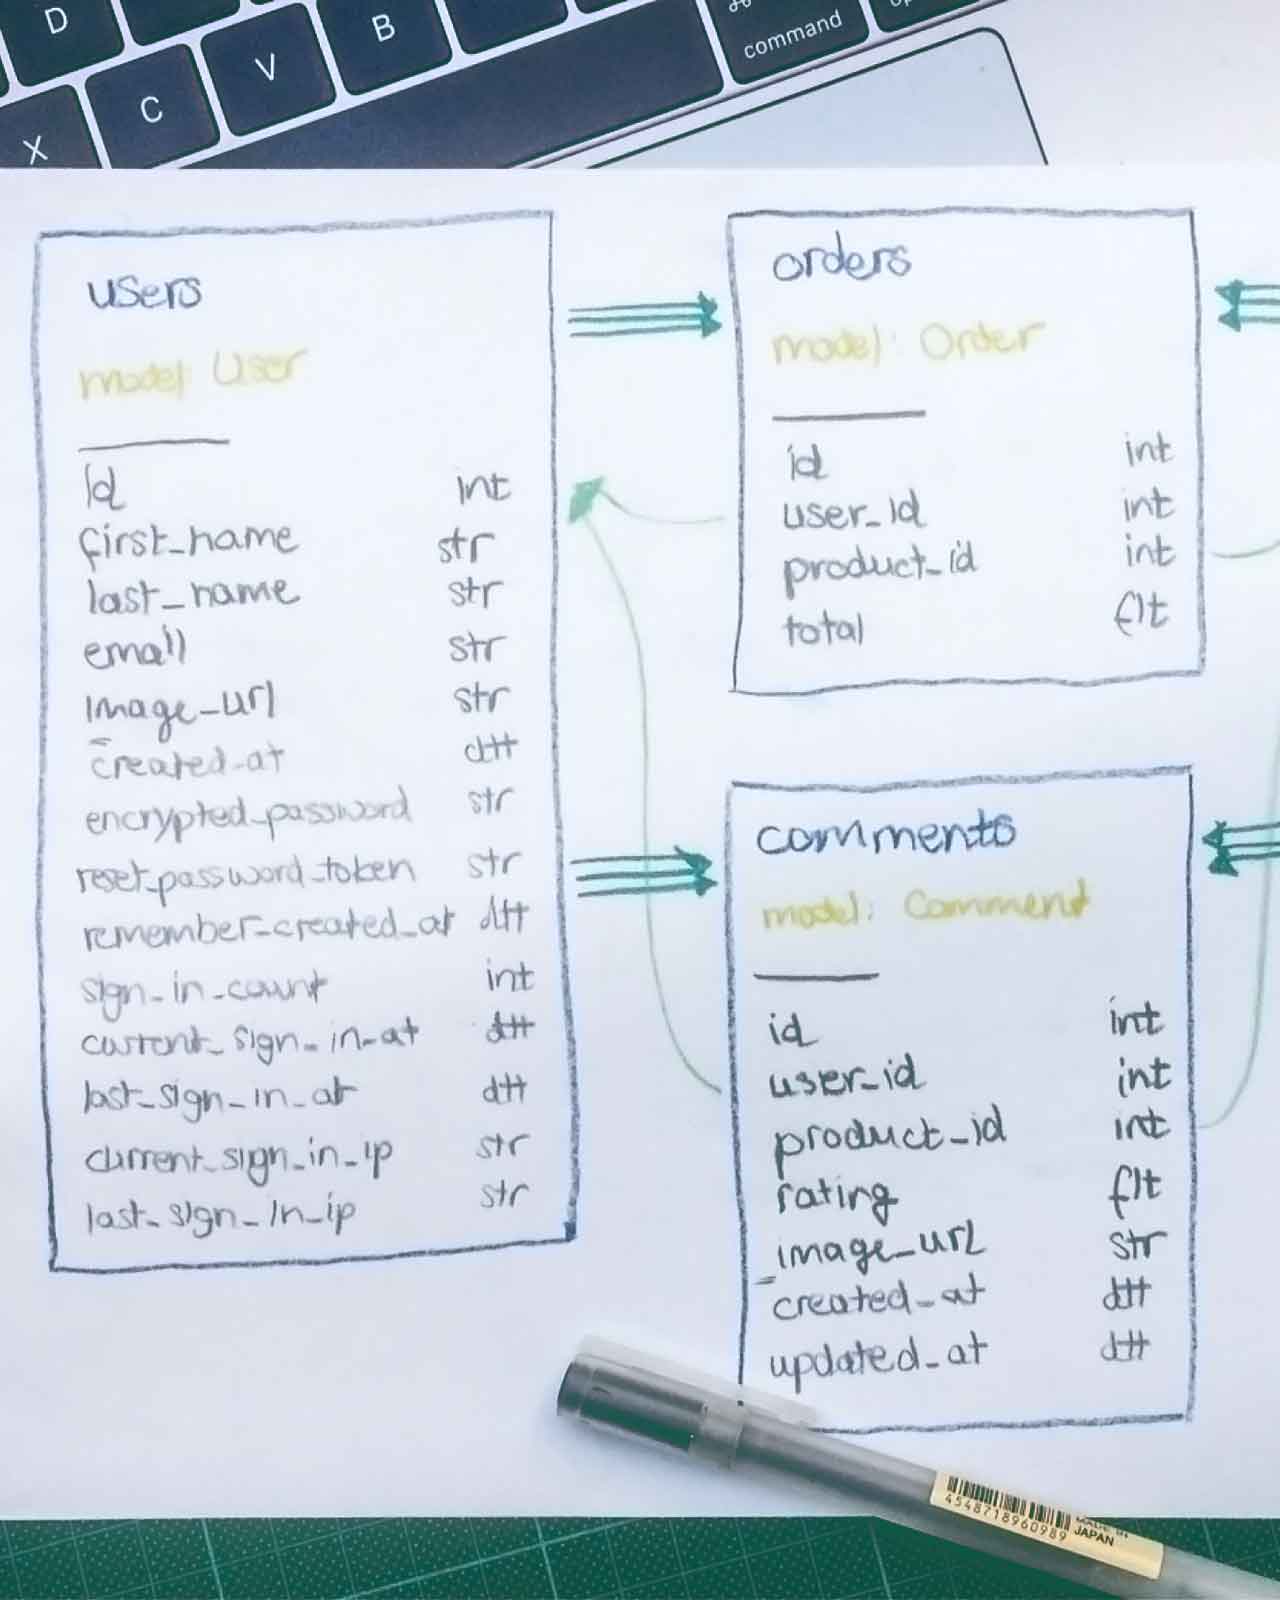 D
B
command
X
C
V
users
model: User
id int
first_name str
last_name str
email str
image_url str
created_at dtt
encrypted_password str
reset_password_token str
remember_created_at dtt
sign_in_count int
current_sign_in_at dtt
last_sign_in_at dtt
current_sign_in_ip str
last_sign_in_ip str
orders
model: Order
id int
user_id int
product_id int
total flt
comments
model: Comment
id int
user_id int
product_id int
rating flt
image_url str
created_at dtt
updated_at dtt
4548718960989
MADE IN
JAPAN